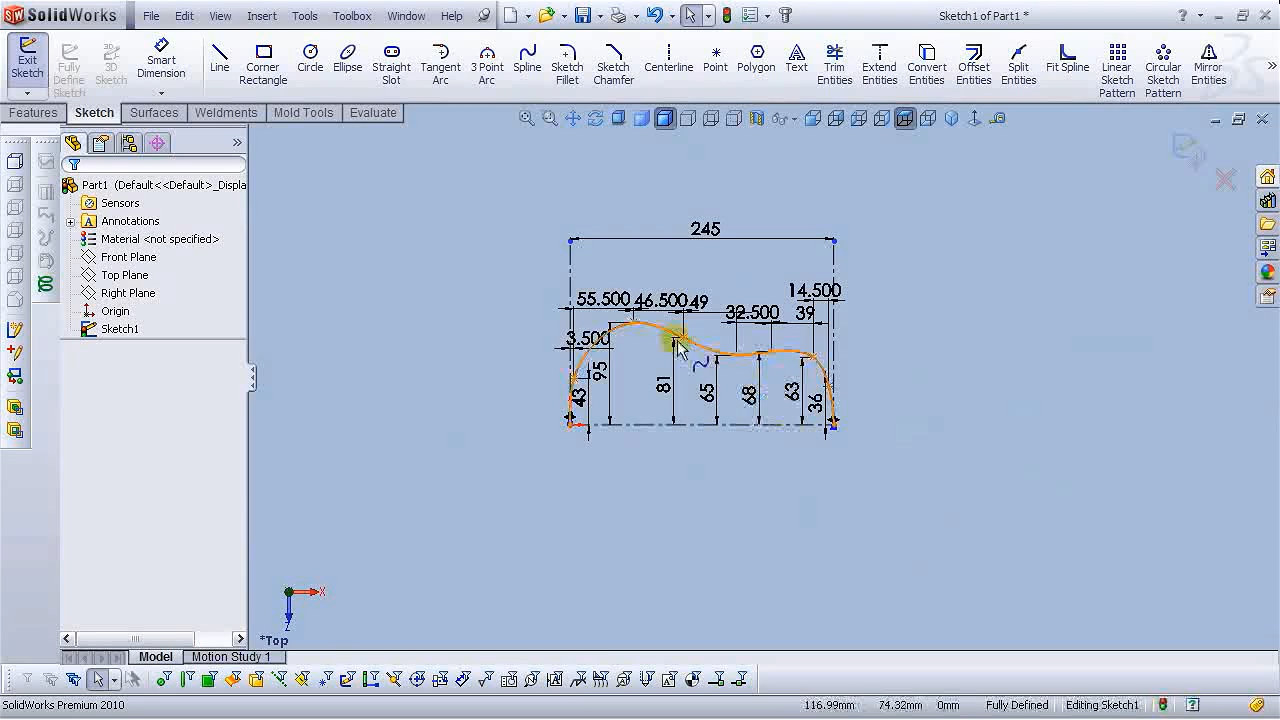 SolidWorks File Edit View Insert Tools Toolbox Window Help Sketch1 of Part1 *
Exit Sketch
Fully Define Sketch
3D Sketch
Smart Dimension
Line
Corner Rectangle
Circle
Ellipse
Straight Slot
Tangent Arc
3 Point Arc
Spline
Sketch Fillet
Sketch Chamfer
Centerline
Point
Polygon
Text
Trim Entities
Extend Entities
Convert Entities
Offset Entities
Split Entities
Fit Spline
Linear Sketch Pattern
Circular Sketch Pattern
Mirror Entities
Features Sketch Surfaces Weldments Mold Tools Evaluate
Part1 (Default<<Default>_Displa
Sensors
Annotations
Material <not specified>
Front Plane
Top Plane
Right Plane
Origin
Sketch1
245
14.500
55.500 46.500 49
32.500 39
3.500
95
81
65
68
63
43
36
X
Z
*Top
Model Motion Study 1
SolidWorks Premium 2010 116.99mm 74.32mm 0mm Fully Defined Editing Sketch1